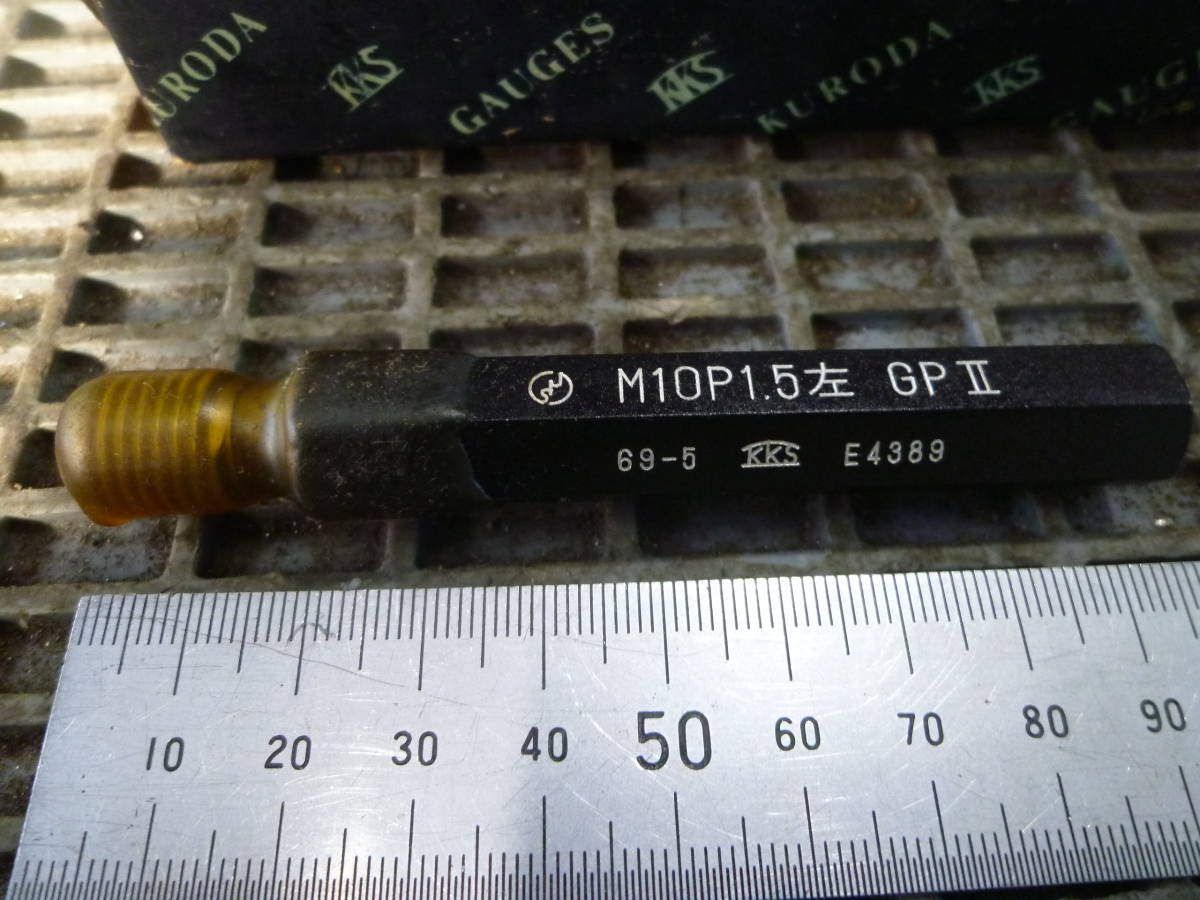 KURODA KKS GAUGES KKS KURODA KKS GAUGES
M10P1.5左 GPⅡ
69-5 KKS E4389
10 20 30 40 50 60 70 80 90